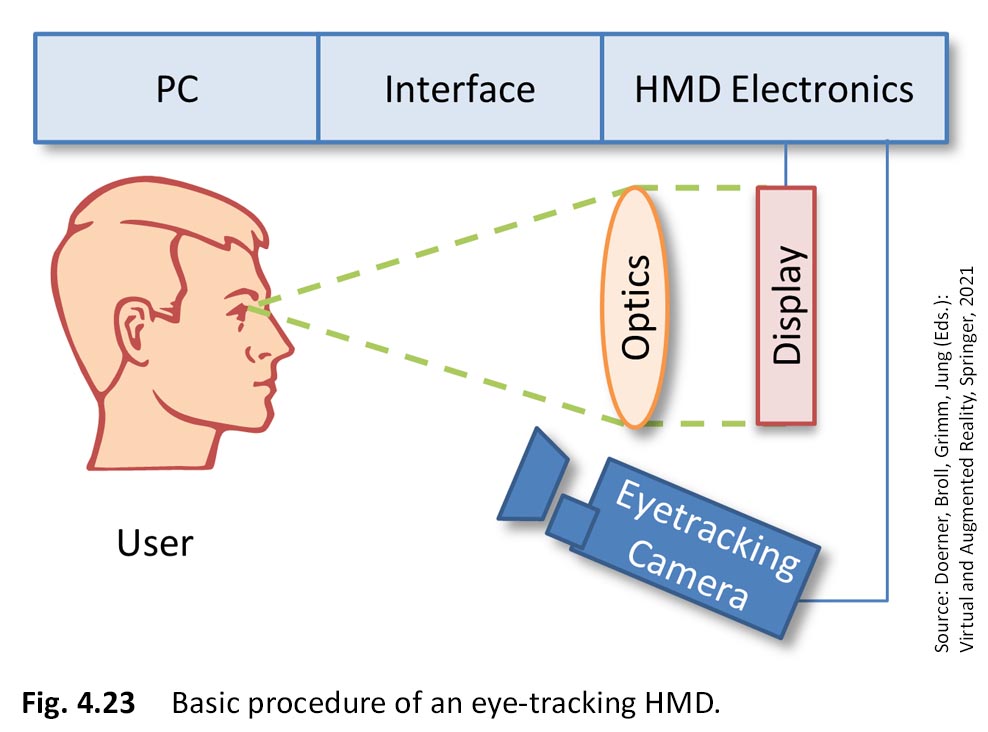 PC
Interface
HMD Electronics
Optics
Display
Eyetracking
Camera
User
Source: Doerner, Broll, Grimm, Jung (Eds.):
Virtual and Augmented Reality, Springer, 2021
Fig. 4.23 Basic procedure of an eye-tracking HMD.